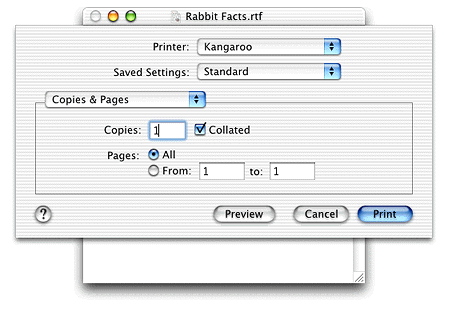 Rabbit Facts.rtf
Printer: Kangaroo
Saved Settings: Standard
Copies & Pages
Copies: 1 Collated
Pages: All
From: 1 to: 1
? Preview Cancel Print